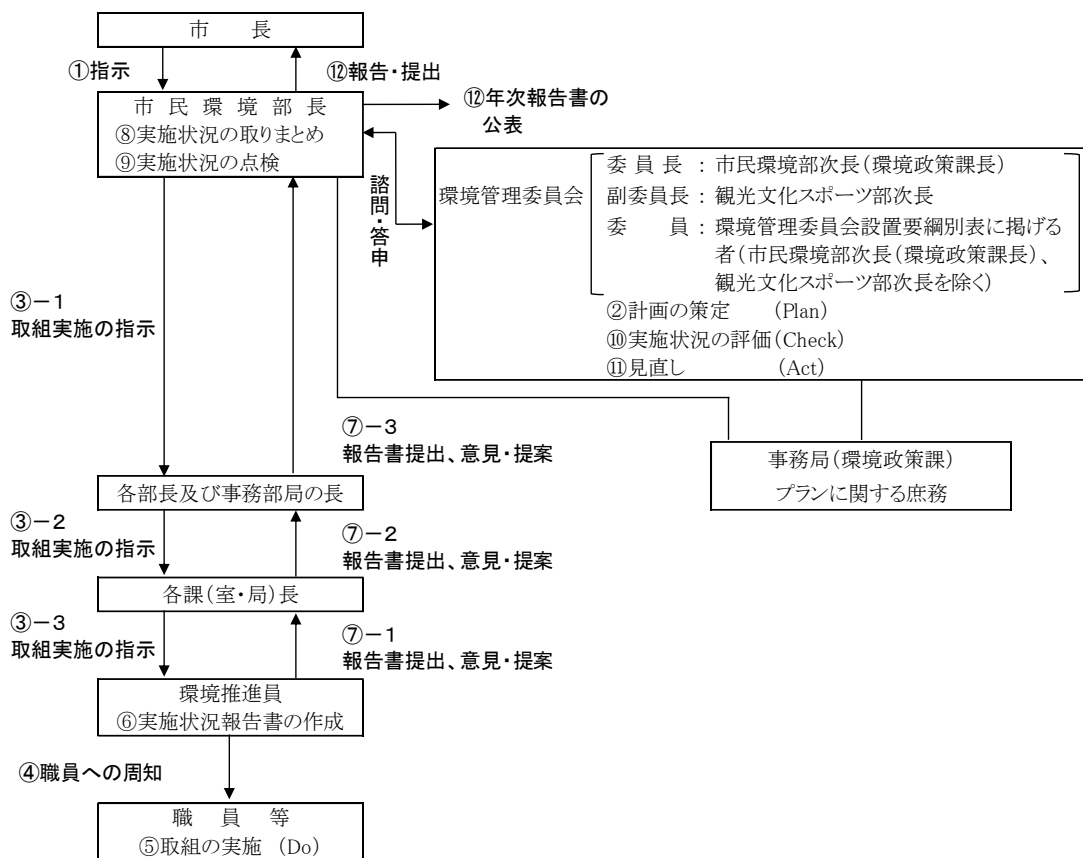 市長
①指示
⑫報告・提出
市民環境部長
⑧実施状況の取りまとめ
⑨実施状況の点検
⑫年次報告書の
公表
諮問・答申
環境管理委員会
委員長：市民環境部次長(環境政策課長)
副委員長：観光文化スポーツ部次長
委員：環境管理委員会設置要綱別表に掲げる
者(市民環境部次長(環境政策課長)、
観光文化スポーツ部次長を除く)
②計画の策定 (Plan)
⑩実施状況の評価(Check)
⑪見直し (Act)
③－1
取組実施の指示
⑦－3
報告書提出、意見・提案
事務局(環境政策課)
プランに関する庶務
各部長及び事務部局の長
③－2
取組実施の指示
⑦－2
報告書提出、意見・提案
各課(室・局)長
③－3
取組実施の指示
⑦－1
報告書提出、意見・提案
環境推進員
⑥実施状況報告書の作成
④職員への周知
職員等
⑤取組の実施 (Do)